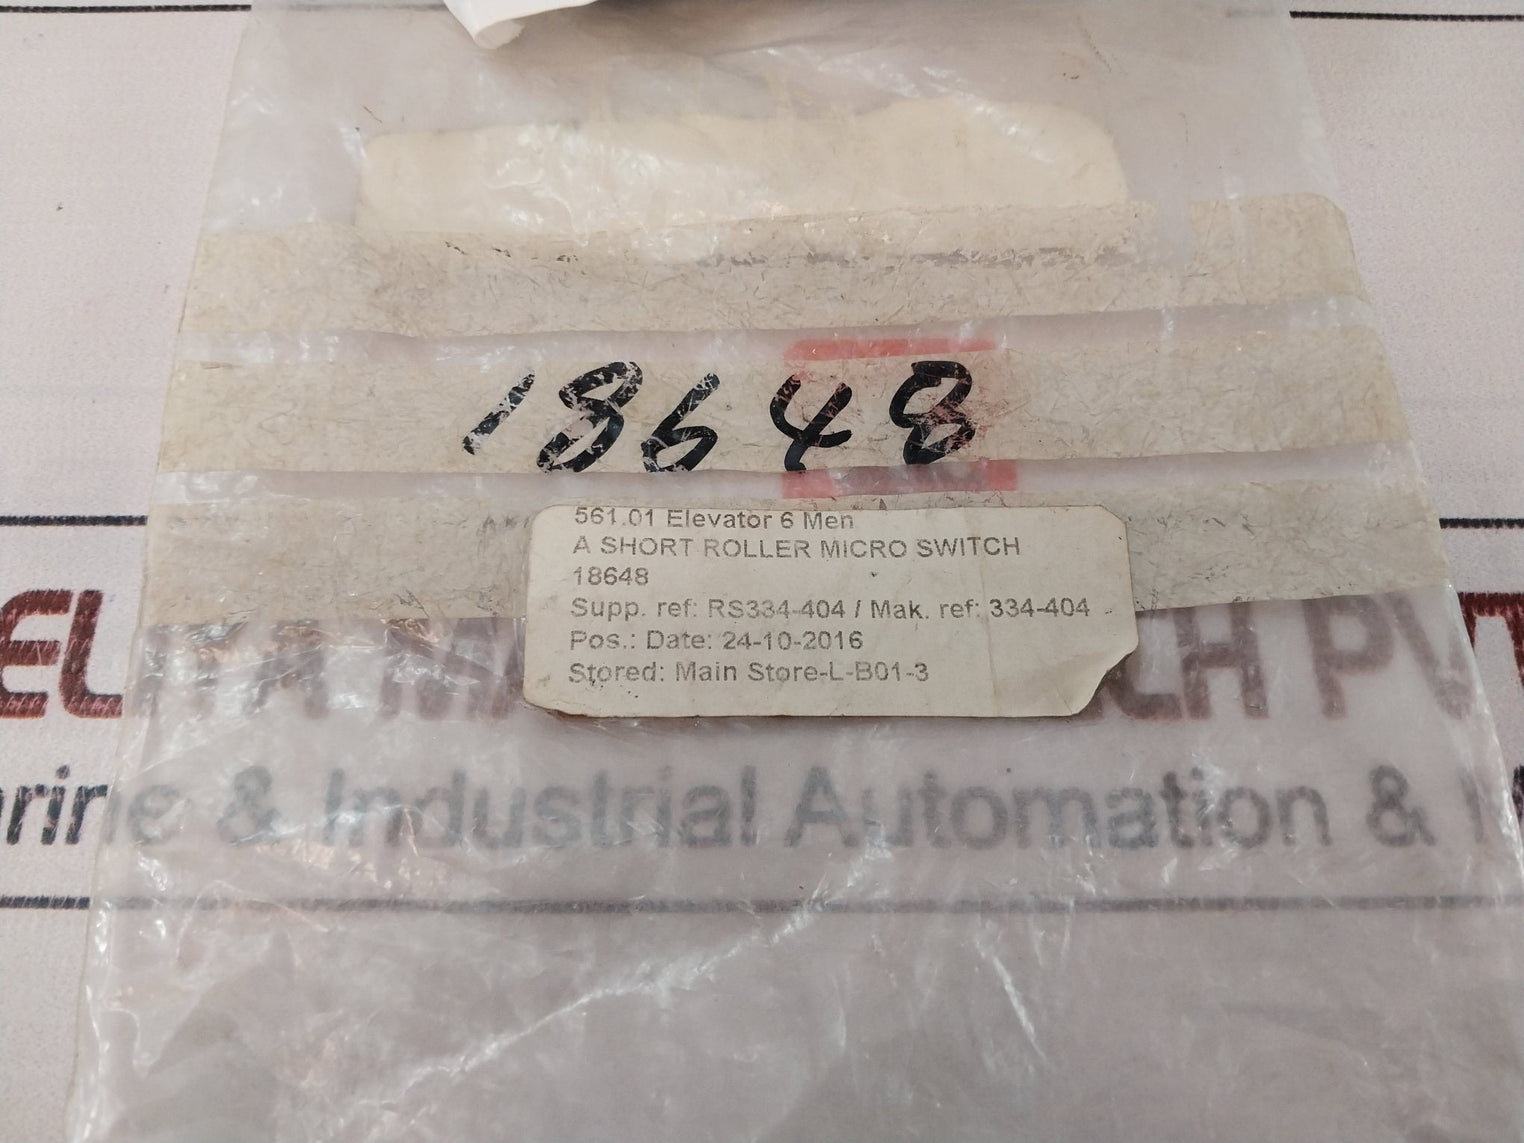 18648
561.01 Elevator 6 Men
A SHORT ROLLER MICRO SWITCH
18648
Supp. ref: RS334-404 / Mak. ref: 334-404
Pos.: Date: 24-10-2016
Stored: Main Store-L-B01-3
PVT
& Industrial Automation &